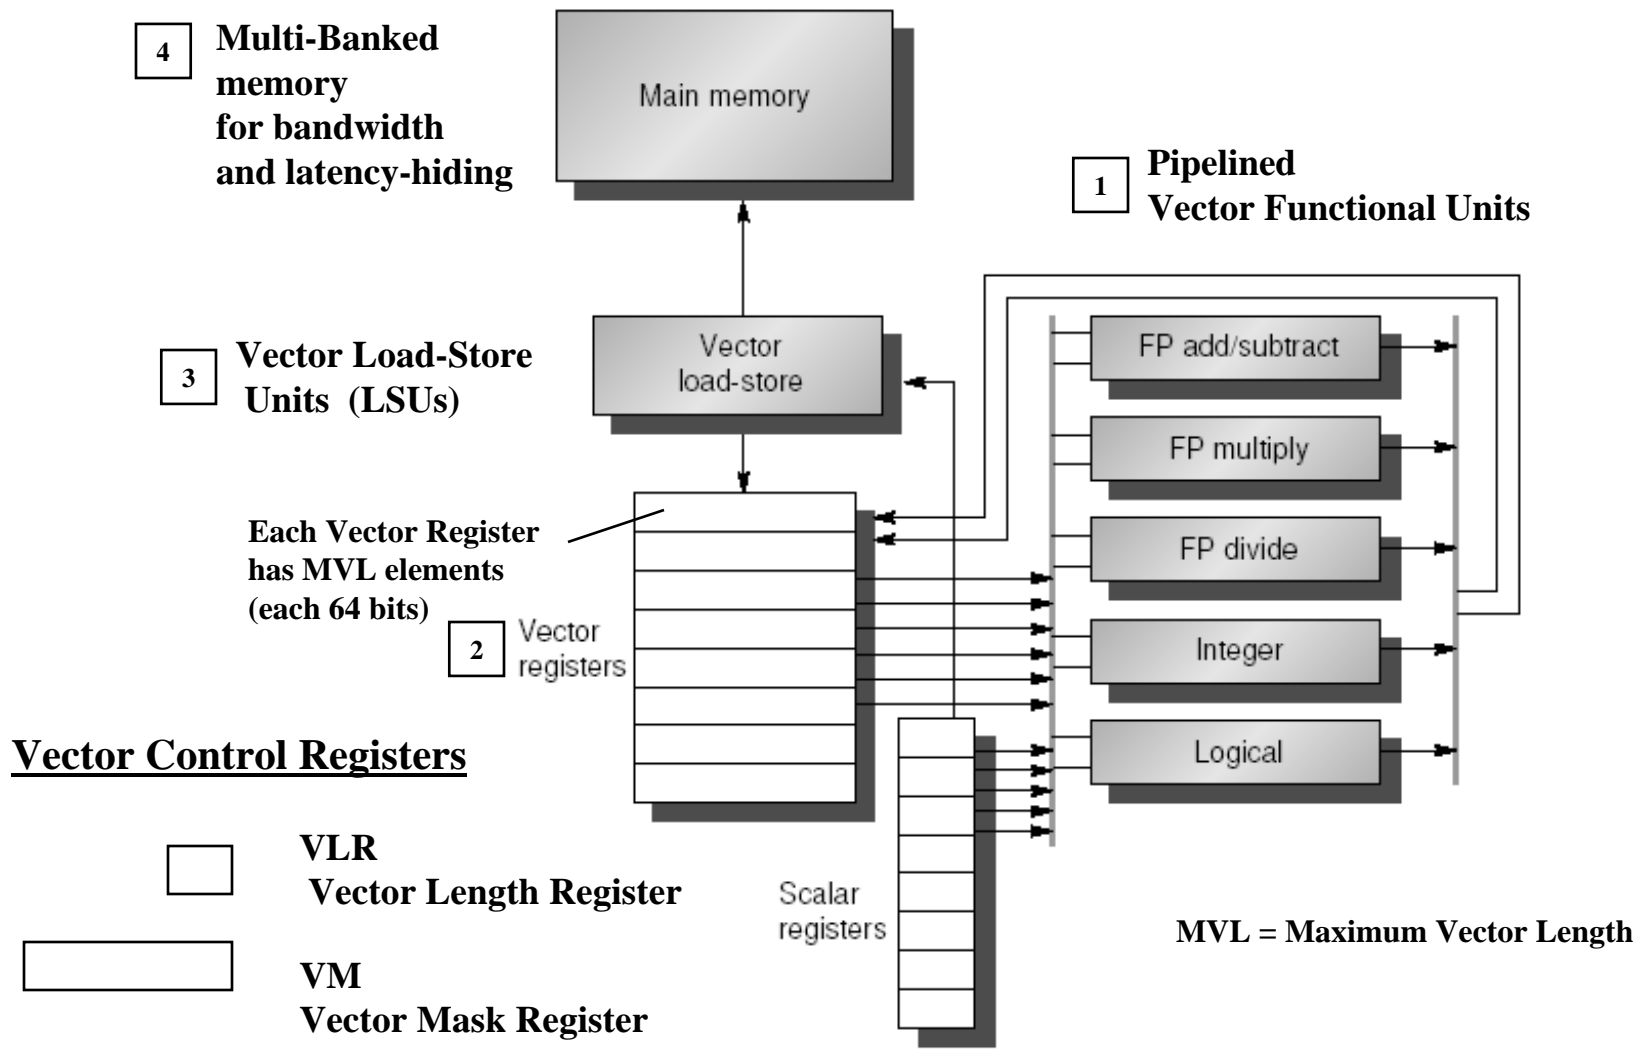 4
Multi-Banked
memory
for bandwidth
and latency-hiding
Main memory
1
Pipelined
Vector Functional Units
3
Vector Load-Store
Units (LSUs)
Vector
load-store
FP add/subtract
FP multiply
FP divide
Integer
Logical
Each Vector Register
has MVL elements
(each 64 bits)
2
Vector
registers
Vector Control Registers
VLR
Vector Length Register
VM
Vector Mask Register
Scalar
registers
MVL = Maximum Vector Length